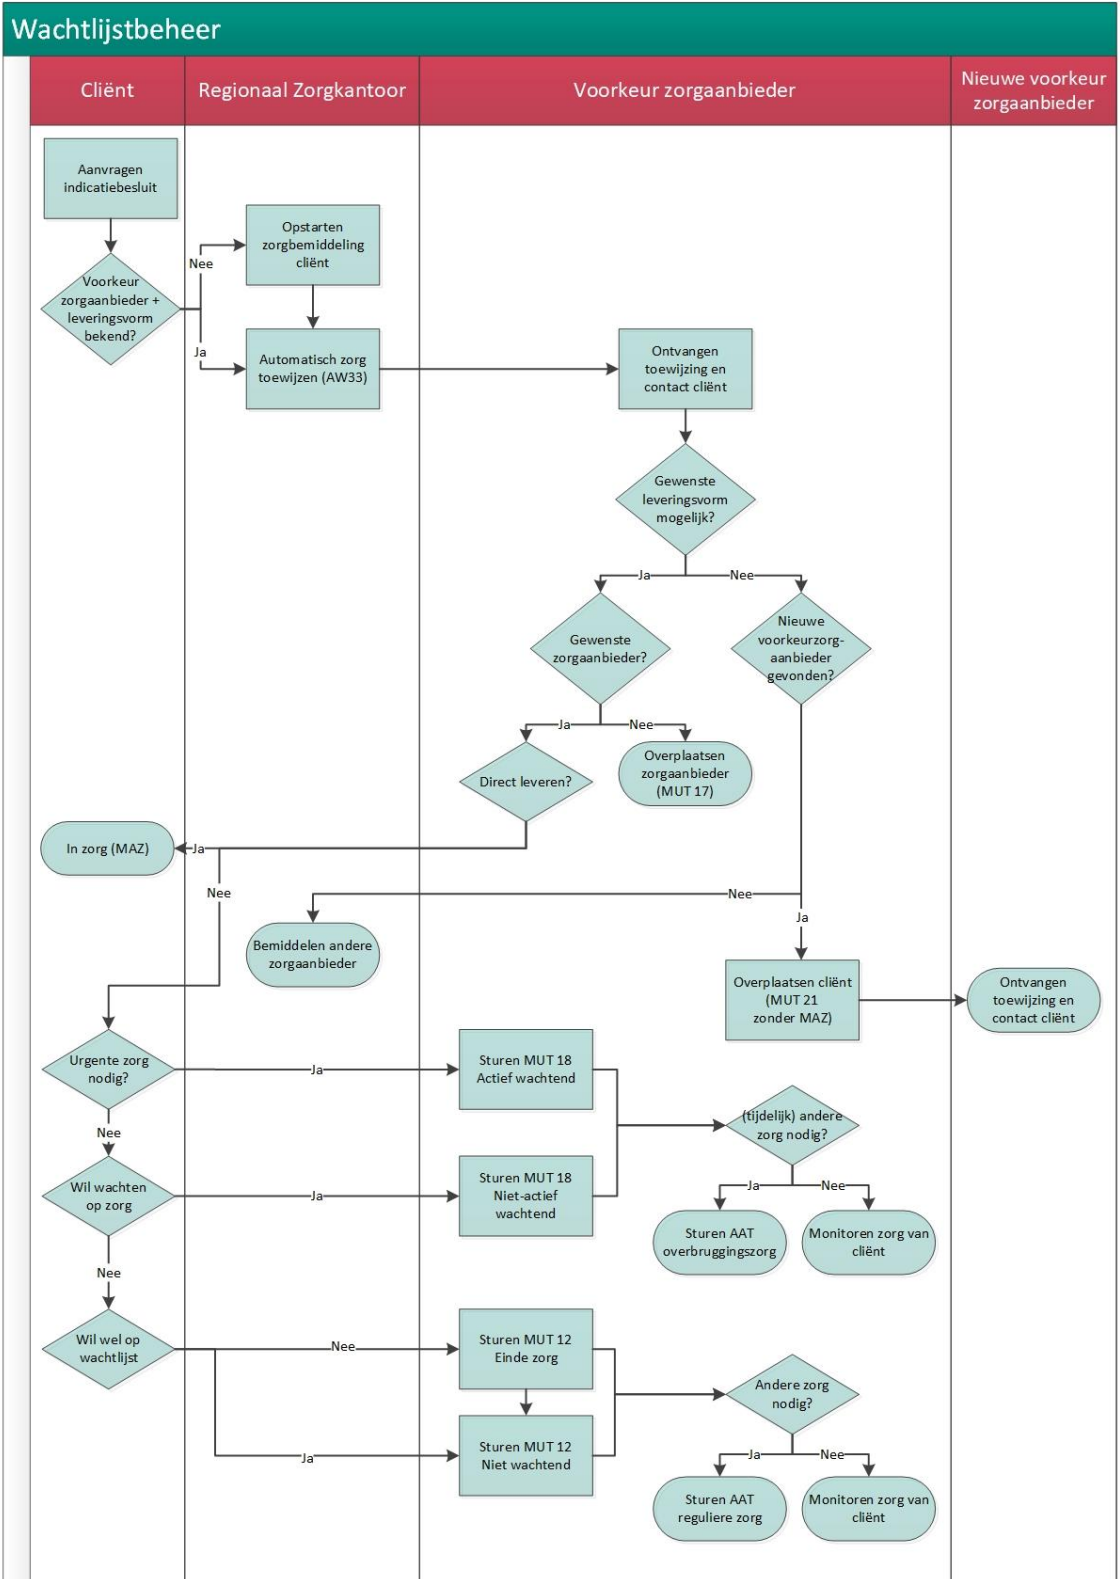 Wachtlijstbeheer
Cliënt
Regionaal Zorgkantoor
Voorkeur zorgaanbieder
Nieuwe voorkeur
zorgaanbieder
Aanvragen
indicatiebesluit
Voorkeur
zorgaanbieder +
leveringsvorm
bekend?
Nee
Ja
Opstarten
zorgbemiddeling
cliënt
Automatisch zorg
toewijzen (AW33)
Ontvangen
toewijzing en
contact cliënt
Gewenste
leveringsvorm
mogelijk?
Ja
Nee
Gewenste
zorgaanbieder?
Nieuwe
voorkeurzorg-
aanbieder
gevonden?
Ja
Nee
Direct leveren?
Overplaatsen
zorgaanbieder
(MUT 17)
In zorg (MAZ)
Ja
Nee
Nee
Ja
Bemiddelen andere
zorgaanbieder
Overplaatsen cliënt
(MUT 21
zonder MAZ)
Ontvangen
toewijzing en
contact cliënt
Urgente zorg
nodig?
Ja
Sturen MUT 18
Actief wachtend
Nee
(tijdelijk) andere
zorg nodig?
Wil wachten
op zorg
Ja
Sturen MUT 18
Niet-actief
wachtend
Ja
Nee
Sturen AAT
overbruggingszorg
Monitoren zorg van
cliënt
Nee
Wil wel op
wachtlijst
Nee
Sturen MUT 12
Einde zorg
Andere zorg
nodig?
Ja
Sturen MUT 12
Niet wachtend
Ja
Nee
Sturen AAT
reguliere zorg
Monitoren zorg van
cliënt